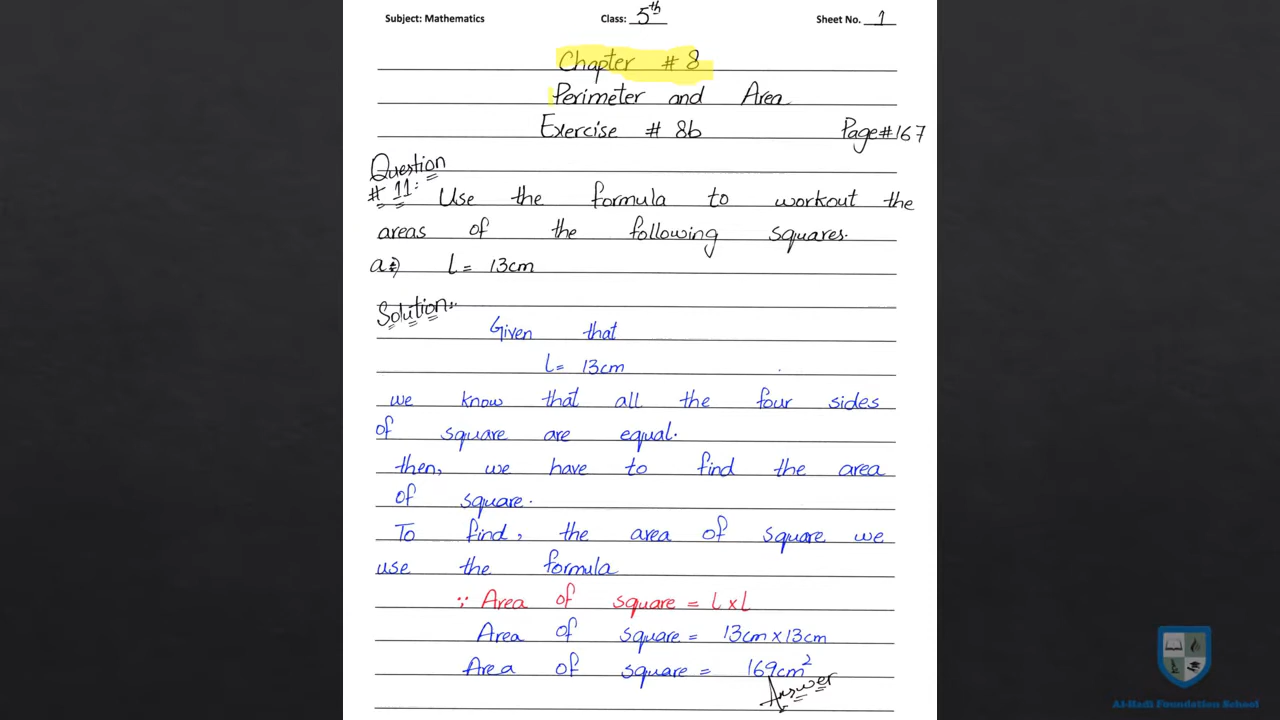 Subject: Mathematics Class: 5th Sheet No. 1
Chapter # 8
Perimeter and Area
Exercise # 8b Page#167
Question
# 11: Use the formula to workout the
areas of the following squares.
a:) L = 13cm
Solution:
Given that
L = 13cm
we know that all the four sides
of square are equal.
then, we have to find the area
of square.
To find, the area of square we
use the formula
∵ Area of square = L x L
Area of square = 13cm x 13cm
Area of square = 169cm²
Answer
Al-Hadi Foundation School